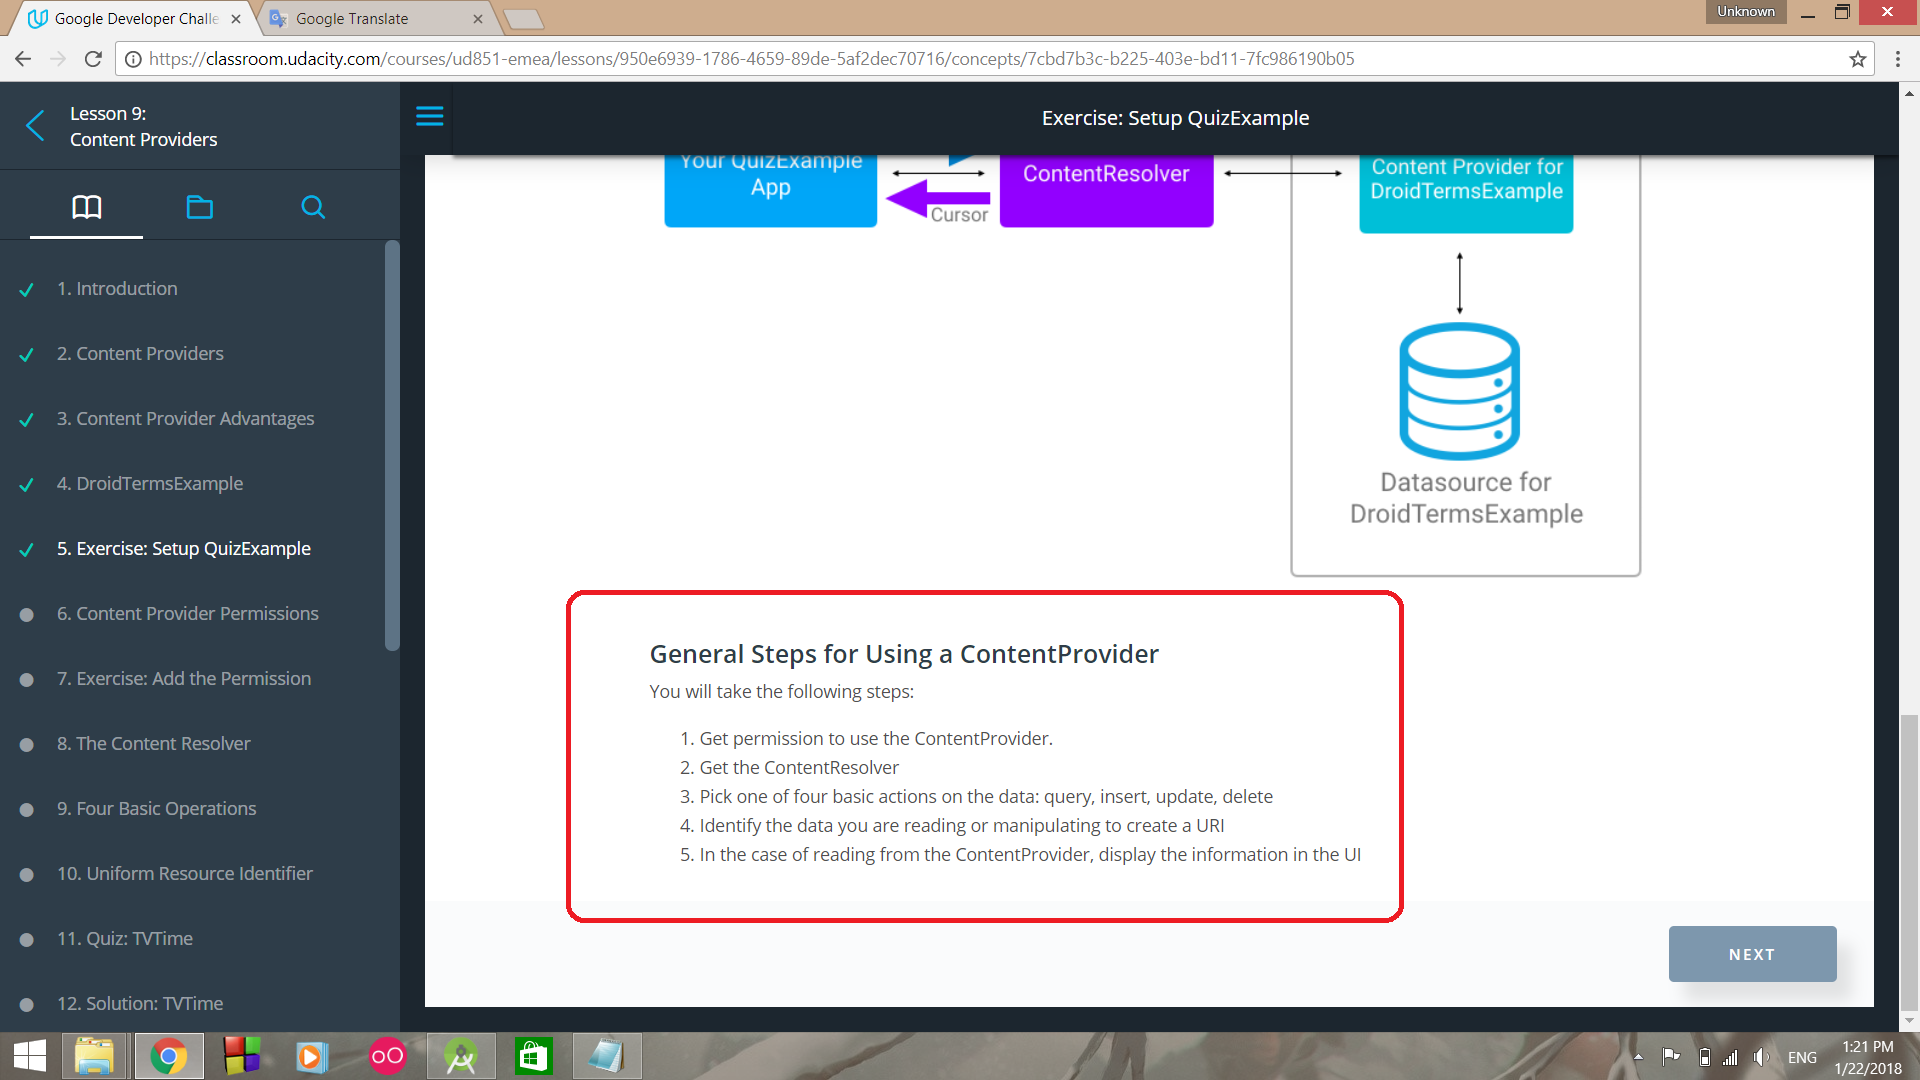 Google Developer Challe
Google Translate
Unknown
https://classroom.udacity.com/courses/ud851-emea/lessons/950e6939-1786-4659-89de-5af2dec70716/concepts/7cbd7b3c-b225-403e-bd11-7fc986190b05
Lesson 9:
Content Providers
Exercise: Setup QuizExample
1. Introduction
2. Content Providers
3. Content Provider Advantages
4. DroidTermsExample
5. Exercise: Setup QuizExample
6. Content Provider Permissions
7. Exercise: Add the Permission
8. The Content Resolver
9. Four Basic Operations
10. Uniform Resource Identifier
11. Quiz: TVTime
12. Solution: TVTime
Your QuizExample
App
Cursor
ContentResolver
Content Provider for
DroidTermsExample
Datasource for
DroidTermsExample
General Steps for Using a ContentProvider
You will take the following steps:
1. Get permission to use the ContentProvider.
2. Get the ContentResolver
3. Pick one of four basic actions on the data: query, insert, update, delete
4. Identify the data you are reading or manipulating to create a URI
5. In the case of reading from the ContentProvider, display the information in the UI
NEXT
ENG
1:21 PM
1/22/2018